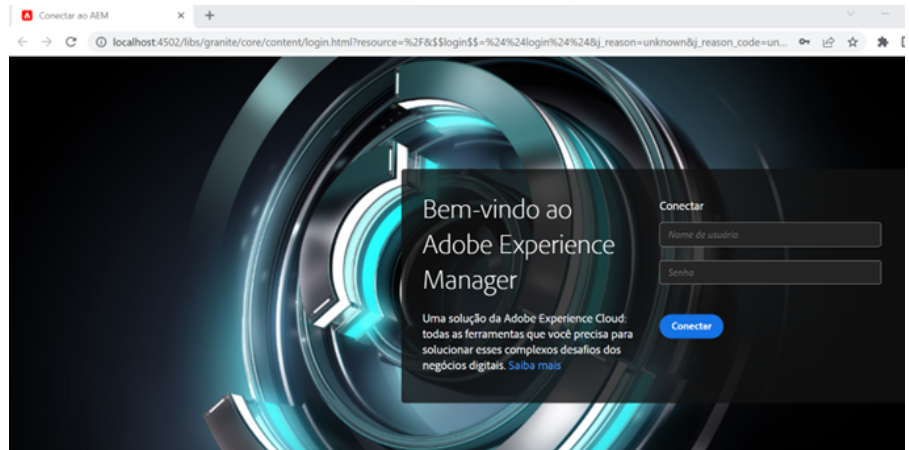 Conectar ao AEM
localhost:4502/libs/granite/core/content/login.html?resource=%2F&$$login$$=%24%24login%24%24&j_reason=unknown&j_reason_code=un...
Bem-vindo ao
Adobe Experience
Manager
Uma solução da Adobe Experience Cloud:
todas as ferramentas que você precisa para
solucionar esses complexos desafios dos
negócios digitais. Saiba mais
Conectar
Nome de usuário
Senha
Conectar